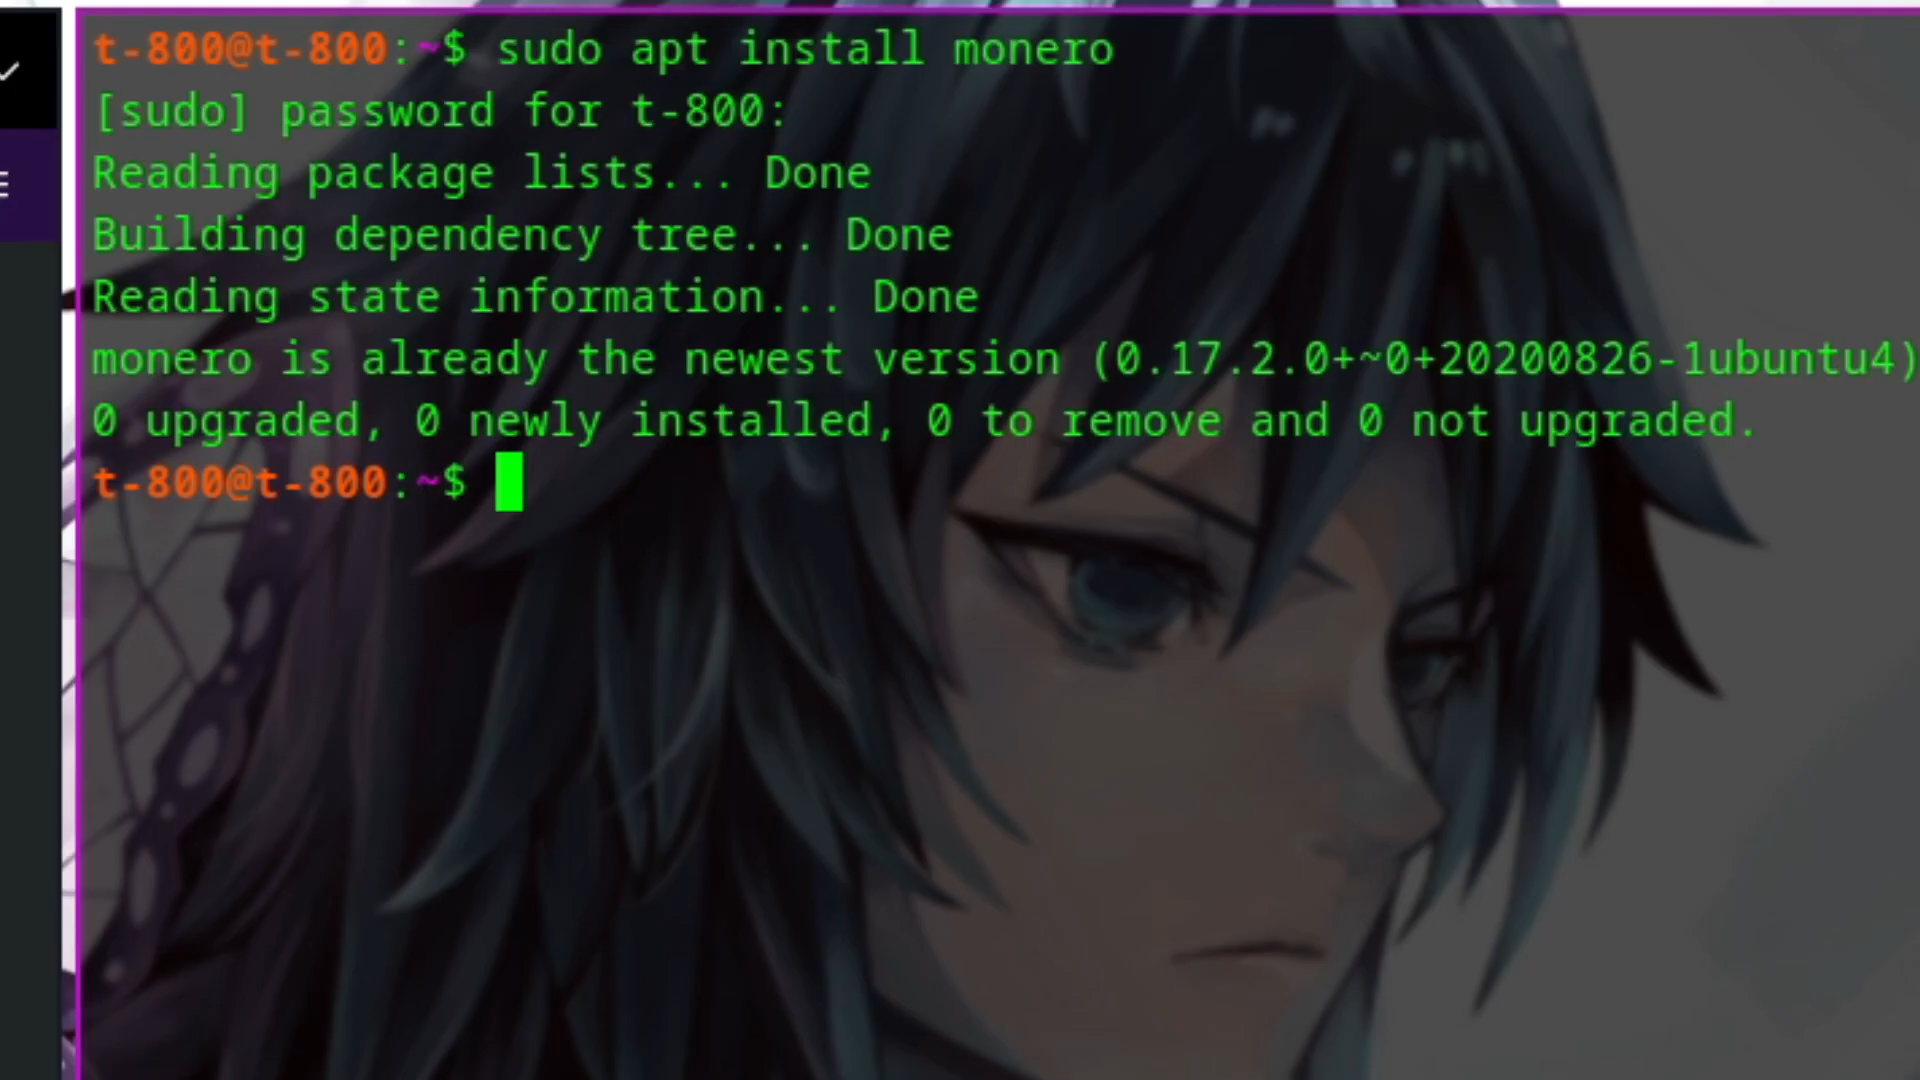 t-800@t-800:~$ sudo apt install monero
[sudo] password for t-800:
Reading package lists... Done
Building dependency tree... Done
Reading state information... Done
monero is already the newest version (0.17.2.0+~0+20200826-1ubuntu4)
0 upgraded, 0 newly installed, 0 to remove and 0 not upgraded.
t-800@t-800:~$